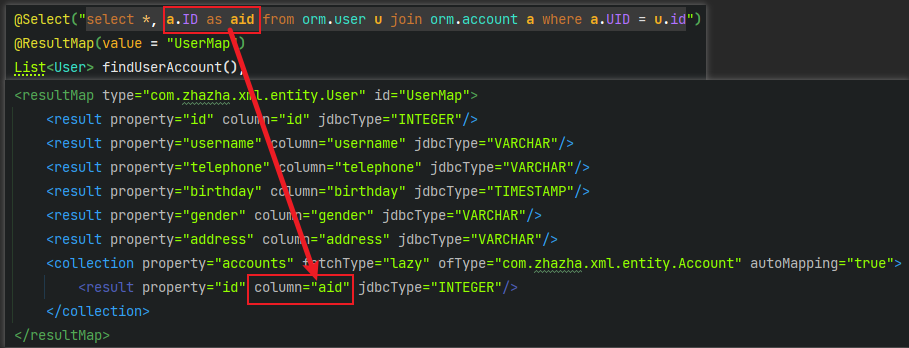 @Select("select *, a.ID as aid from orm.user u join orm.account a where a.UID = u.id")
@ResultMap(value = "UserMap")
List<User> findUserAccount();
<resultMap type="com.zhazha.xml.entity.User" id="UserMap">
<result property="id" column="id" jdbcType="INTEGER"/>
<result property="username" column="username" jdbcType="VARCHAR"/>
<result property="telephone" column="telephone" jdbcType="VARCHAR"/>
<result property="birthday" column="birthday" jdbcType="TIMESTAMP"/>
<result property="gender" column="gender" jdbcType="VARCHAR"/>
<result property="address" column="address" jdbcType="VARCHAR"/>
<collection property="accounts" fetchType="lazy" ofType="com.zhazha.xml.entity.Account" autoMapping="true">
<result property="id" column="aid" jdbcType="INTEGER"/>
</collection>
</resultMap>